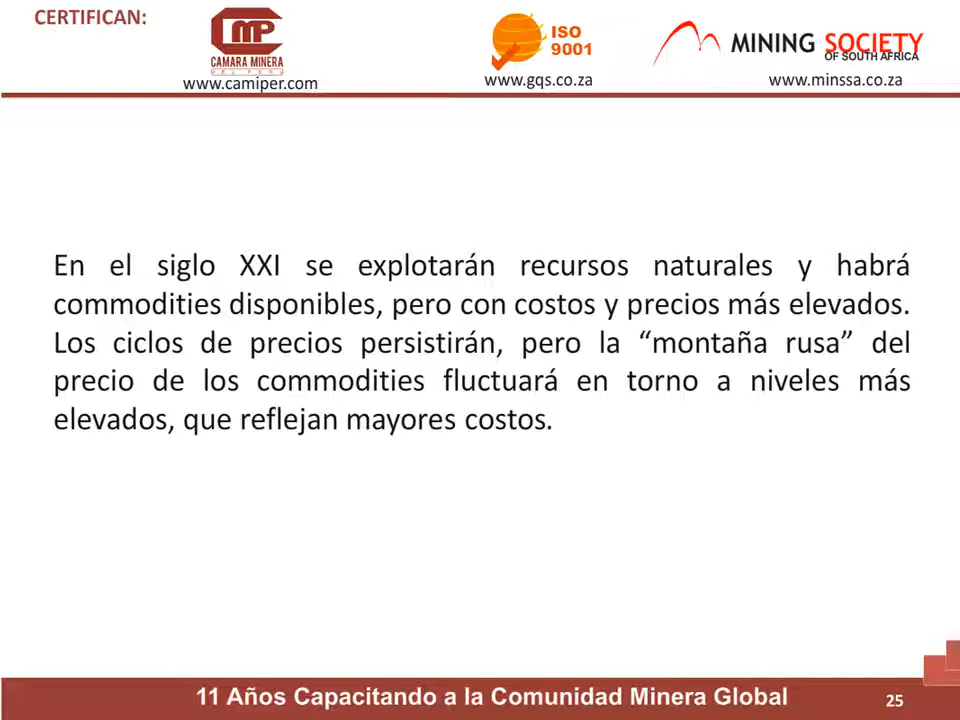 CERTIFICAN:
CMP
CAMARA MINERA
DEL PERU
www.camiper.com
ISO
9001
www.gqs.co.za
MINING SOCIETY
OF SOUTH AFRICA
www.minssa.co.za
En el siglo XXI se explotarán recursos naturales y habrá
commodities disponibles, pero con costos y precios más elevados.
Los ciclos de precios persistirán, pero la “montaña rusa” del
precio de los commodities fluctuará en torno a niveles más
elevados, que reflejan mayores costos.
11 Años Capacitando a la Comunidad Minera Global
25